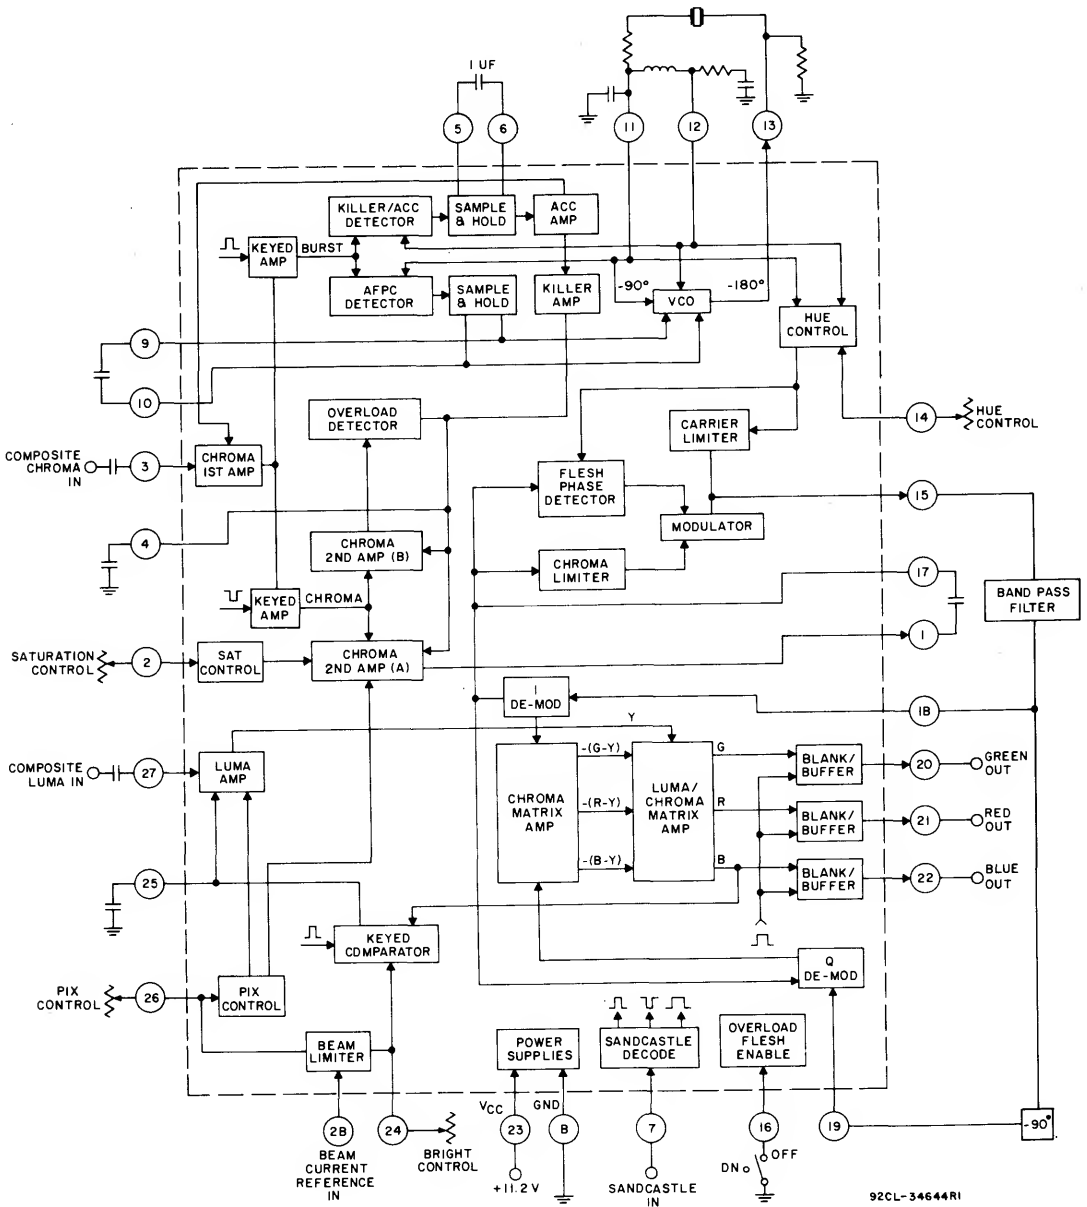 1 UF
5
6
11
12
13
KILLER/ACC
DETECTOR
SAMPLE
& HOLD
ACC
AMP
KEYED
AMP
BURST
AFPC
DETECTOR
SAMPLE
& HOLD
KILLER
AMP
-90°
VCO
-180°
HUE
CONTROL
9
10
OVERLOAD
DETECTOR
CARRIER
LIMITER
14
HUE
CONTROL
COMPOSITE
CHROMA
IN
3
CHROMA
1ST AMP
FLESH
PHASE
DETECTOR
15
MODULATOR
4
CHROMA
2ND AMP (B)
CHROMA
LIMITER
17
BAND PASS
FILTER
KEYED
AMP
CHROMA
1
SATURATION
CONTROL
2
SAT
CONTROL
CHROMA
2ND AMP (A)
I
DE-MOD
18
Y
COMPOSITE
LUMA IN
27
LUMA
AMP
CHROMA
MATRIX
AMP
-(G-Y)
-(R-Y)
-(B-Y)
LUMA/
CHROMA
MATRIX
AMP
G
R
B
BLANK/
BUFFER
20
GREEN
OUT
BLANK/
BUFFER
21
RED
OUT
BLANK/
BUFFER
22
BLUE
OUT
25
KEYED
COMPARATOR
Q
DE-MOD
PIX
CONTROL
26
PIX
CONTROL
BEAM
LIMITER
POWER
SUPPLIES
SANDCASTLE
DECODE
OVERLOAD
FLESH
ENABLE
VCC
GND
28
24
23
8
7
16
19
-90°
BEAM
CURRENT
REFERENCE
IN
BRIGHT
CONTROL
+11.2 V
SANDCASTLE
IN
ON
OFF
92CL-34644R1